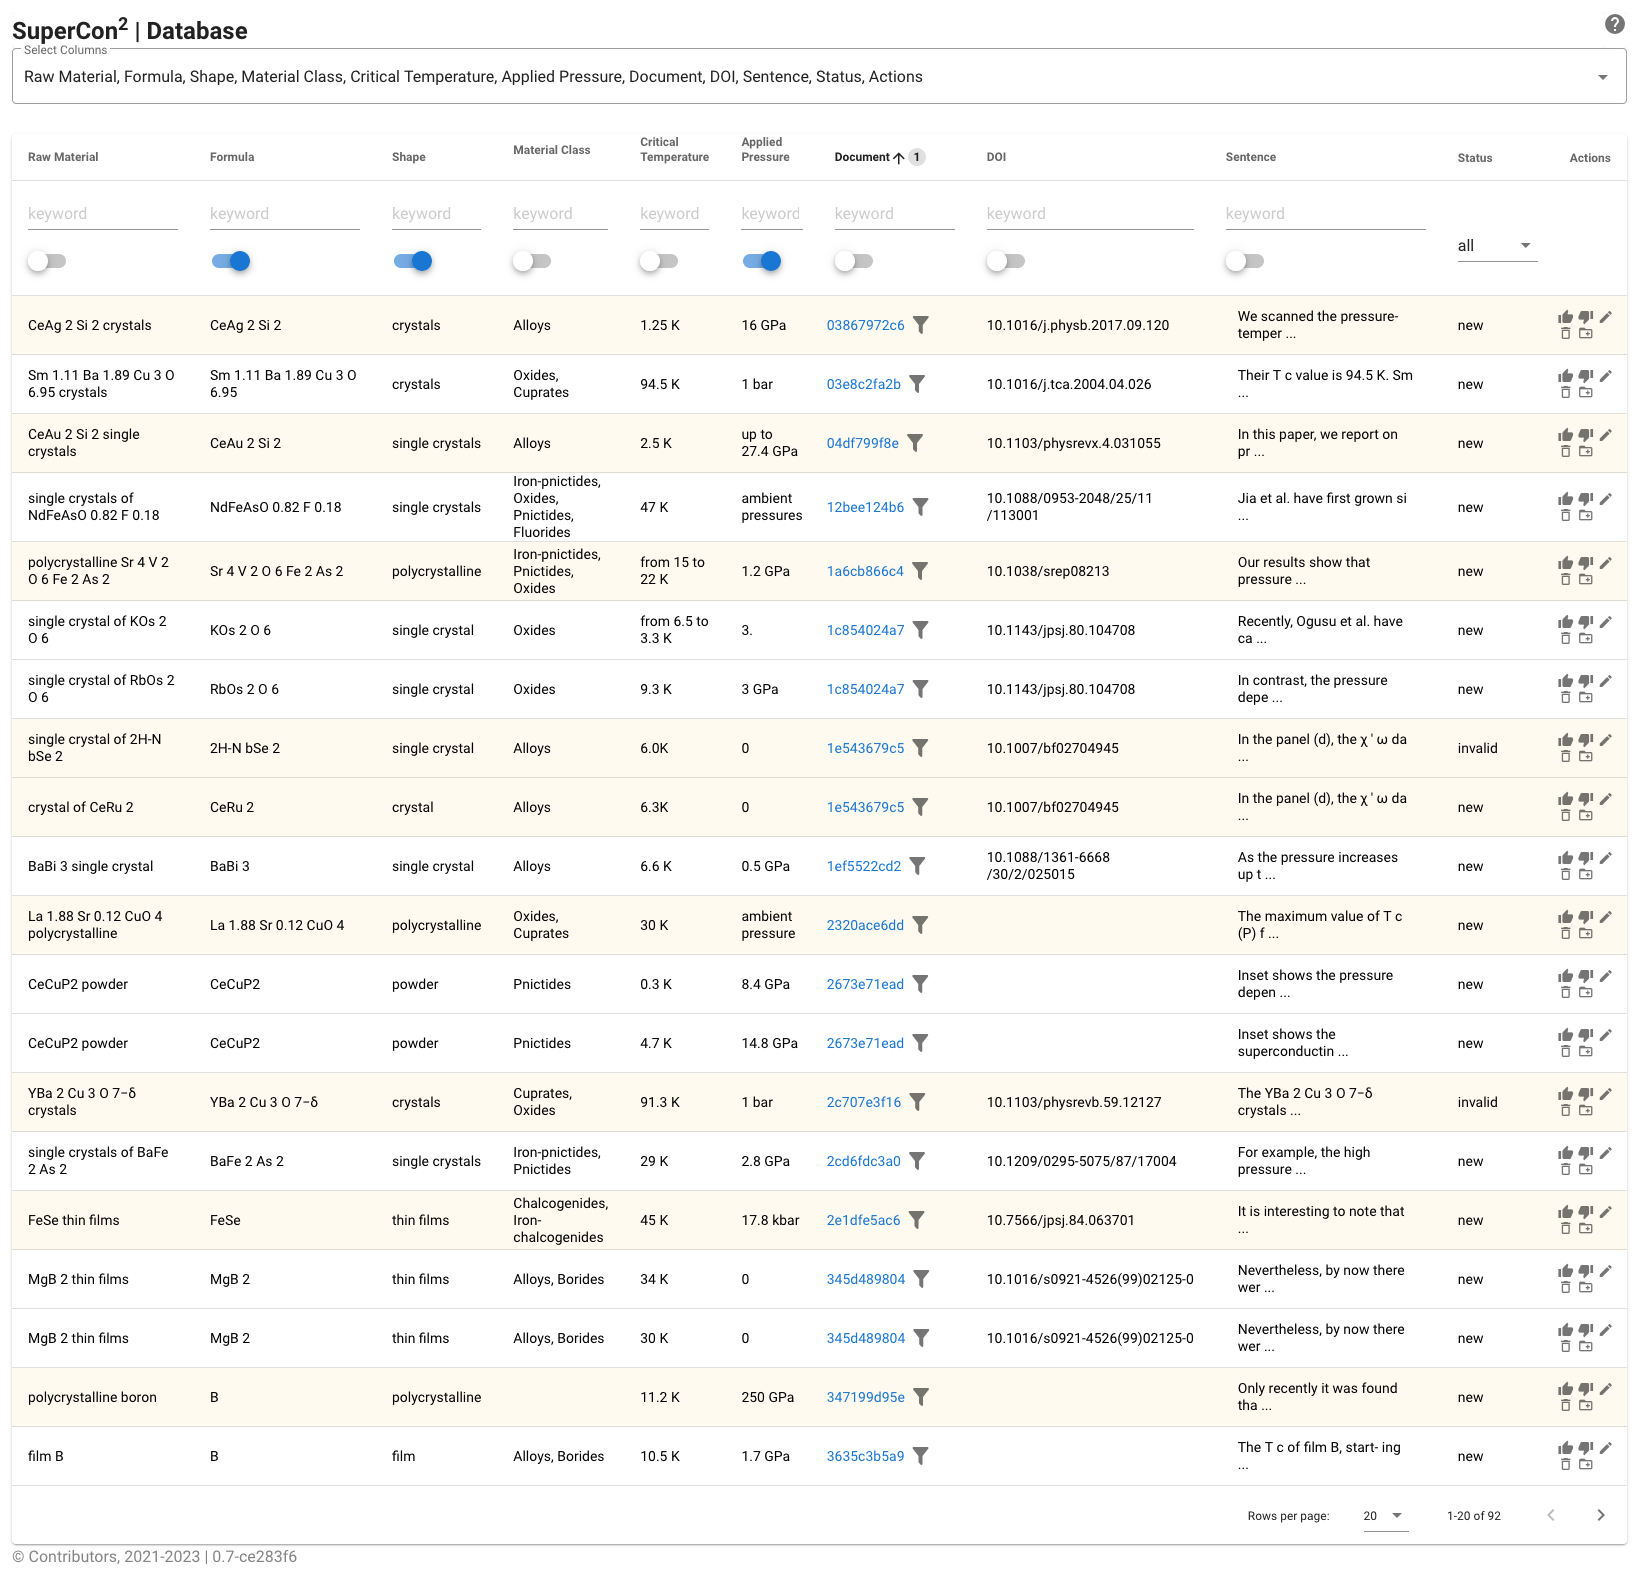 SuperCon2 | Database
Select Columns
Raw Material, Formula, Shape, Material Class, Critical Temperature, Applied Pressure, Document, DOI, Sentence, Status, Actions
Raw Material Formula Shape Material Class Critical Temperature Applied Pressure Document 1 DOI Sentence Status Actions
keyword keyword keyword keyword keyword keyword keyword keyword keyword
all
CeAg 2 Si 2 crystals CeAg 2 Si 2 crystals Alloys 1.25 K 16 GPa 03867972c6 10.1016/j.physb.2017.09.120 We scanned the pressure-temper ... new
Sm 1.11 Ba 1.89 Cu 3 O 6.95 crystals Sm 1.11 Ba 1.89 Cu 3 O 6.95 crystals Oxides, Cuprates 94.5 K 1 bar 03e8c2fa2b 10.1016/j.tca.2004.04.026 Their T c value is 94.5 K. Sm ... new
CeAu 2 Si 2 single crystals CeAu 2 Si 2 single crystals Alloys 2.5 K up to 27.4 GPa 04df799f8e 10.1103/physrevx.4.031055 In this paper, we report on pr ... new
single crystals of NdFeAsO 0.82 F 0.18 NdFeAsO 0.82 F 0.18 single crystals Iron-pnictides, Oxides, Pnictides, Fluorides 47 K ambient pressures 12bee124b6 10.1088/0953-2048/25/11/113001 Jia et al. have first grown si ... new
polycrystalline Sr 4 V 2 O 6 Fe 2 As 2 Sr 4 V 2 O 6 Fe 2 As 2 polycrystalline Iron-pnictides, Pnictides, Oxides from 15 to 22 K 1.2 GPa 1a6cb866c4 10.1038/srep08213 Our results show that pressure ... new
single crystal of KOs 2 O 6 KOs 2 O 6 single crystal Oxides from 6.5 to 3.3 K 3. 1c854024a7 10.1143/jpsj.80.104708 Recently, Ogusu et al. have ca ... new
single crystal of RbOs 2 O 6 RbOs 2 O 6 single crystal Oxides 9.3 K 3 GPa 1c854024a7 10.1143/jpsj.80.104708 In contrast, the pressure depe ... new
single crystal of 2H-N bSe 2 2H-N bSe 2 single crystal Alloys 6.0K 0 1e543679c5 10.1007/bf02704945 In the panel (d), the χ ' ω da ... invalid
crystal of CeRu 2 CeRu 2 crystal Alloys 6.3K 0 1e543679c5 10.1007/bf02704945 In the panel (d), the χ ' ω da ... new
BaBi 3 single crystal BaBi 3 single crystal Alloys 6.6 K 0.5 GPa 1ef5522cd2 10.1088/1361-6668/30/2/025015 As the pressure increases up t ... new
La 1.88 Sr 0.12 CuO 4 polycrystalline La 1.88 Sr 0.12 CuO 4 polycrystalline Oxides, Cuprates 30 K ambient pressure 2320ace6dd The maximum value of T c (P) f ... new
CeCuP2 powder CeCuP2 powder Pnictides 0.3 K 8.4 GPa 2673e71ead Inset shows the pressure depen ... new
CeCuP2 powder CeCuP2 powder Pnictides 4.7 K 14.8 GPa 2673e71ead Inset shows the superconductin ... new
YBa 2 Cu 3 O 7−δ crystals YBa 2 Cu 3 O 7−δ crystals Cuprates, Oxides 91.3 K 1 bar 2c707e3f16 10.1103/physrevb.59.12127 The YBa 2 Cu 3 O 7−δ crystals ... invalid
single crystals of BaFe 2 As 2 BaFe 2 As 2 single crystals Iron-pnictides, Pnictides 29 K 2.8 GPa 2cd6fdc3a0 10.1209/0295-5075/87/17004 For example, the high pressure ... new
FeSe thin films FeSe thin films Chalcogenides, Iron-chalcogenides 45 K 17.8 kbar 2e1dfe5ac6 10.7566/jpsj.84.063701 It is interesting to note that ... new
MgB 2 thin films MgB 2 thin films Alloys, Borides 34 K 0 345d489804 10.1016/s0921-4526(99)02125-0 Nevertheless, by now there wer ... new
MgB 2 thin films MgB 2 thin films Alloys, Borides 30 K 0 345d489804 10.1016/s0921-4526(99)02125-0 Nevertheless, by now there wer ... new
polycrystalline boron B polycrystalline 11.2 K 250 GPa 347199d95e Only recently it was found tha ... new
film B B film Alloys, Borides 10.5 K 1.7 GPa 3635c3b5a9 The T c of film B, start- ing ... new
Rows per page: 20 1-20 of 92
© Contributors, 2021-2023 | 0.7-ce283f6